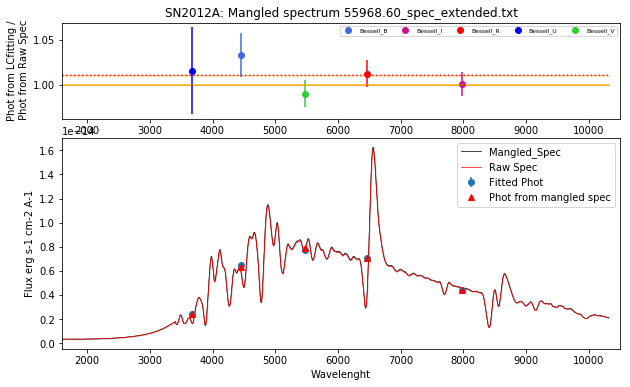 SN2012A: Mangled spectrum 55968.60_spec_extended.txt
Phot from LCfitting /
Phot from Raw Spec
1.05
1.00
Bessell_B
Bessell_I
Bessell_R
Bessell_U
Bessell_V
2000 3000 4000 5000 6000 7000 8000 9000 10000
1e−14
Flux erg s-1 cm-2 A-1
1.6
1.4
1.2
1.0
0.8
0.6
0.4
0.2
0.0
Mangled_Spec
Raw Spec
Fitted Phot
Phot from mangled spec
2000 3000 4000 5000 6000 7000 8000 9000 10000
Wavelenght